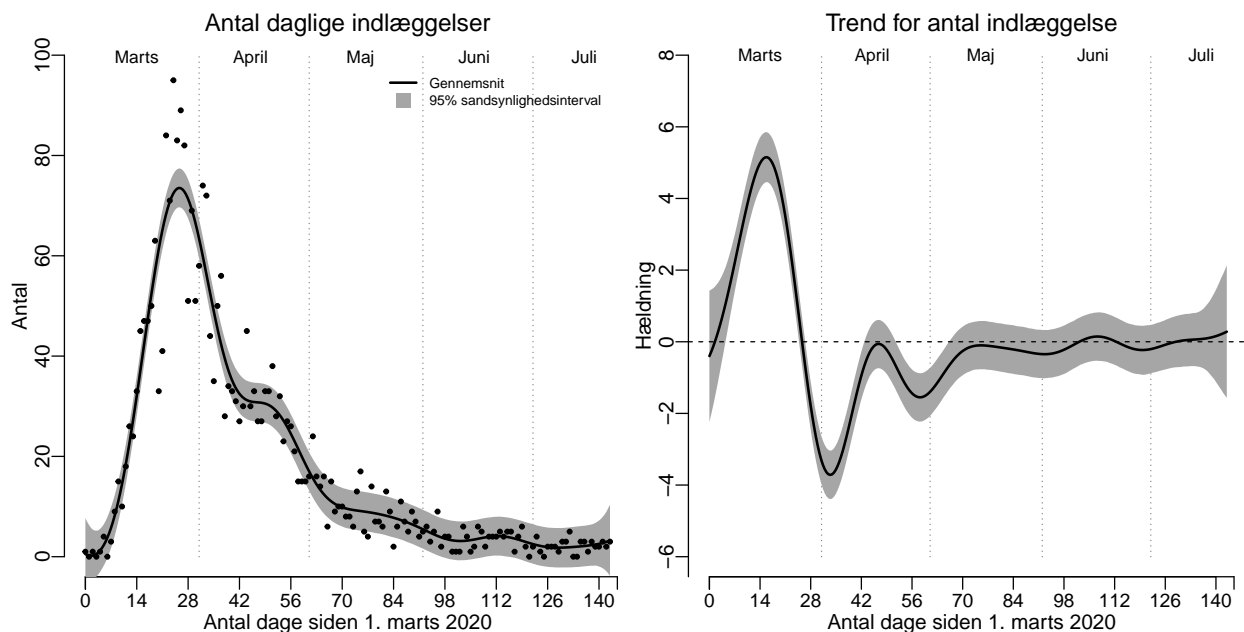 Antal daglige indlæggelser
Marts April Maj Juni Juli
Gennemsnit
95% sandsynlighedsinterval
Antal
100
80
60
40
20
0
0 14 28 42 56 70 84 98 112 126 140
Antal dage siden 1. marts 2020
Trend for antal indlæggelse
Marts April Maj Juni Juli
Hældning
8
6
4
2
0
−2
−4
−6
0 14 28 42 56 70 84 98 112 126 140
Antal dage siden 1. marts 2020